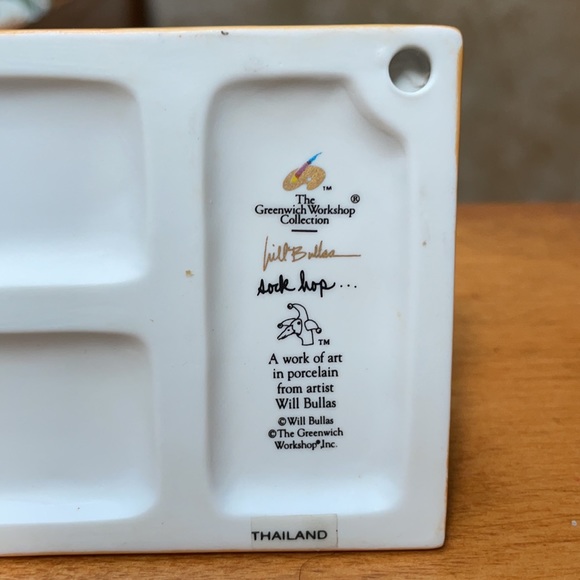 ™
The
Greenwich Workshop®
Collection
Will Bullas
sock hop...
™
A work of art
in porcelain
from artist
Will Bullas
© Will Bullas
© The Greenwich
Workshop®, Inc.
THAILAND